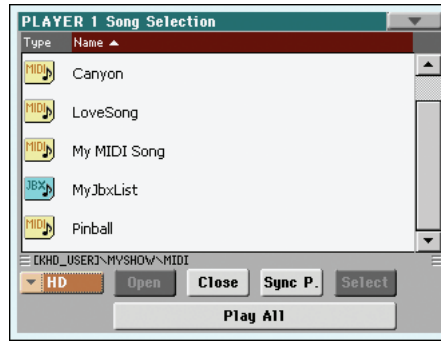 PLAYER 1 Song Selection
Type Name
MIDI Canyon
MIDI LoveSong
MIDI My MIDI Song
JBX MyJbxList
MIDI Pinball
[KHD_USER]\MYSHOW\MIDI
HD Open Close Sync P. Select
Play All